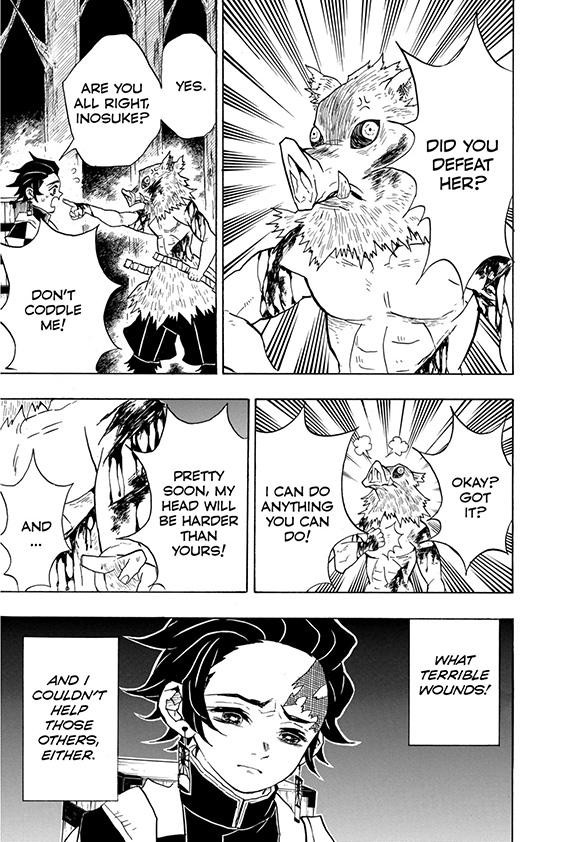 DID YOU
DEFEAT
HER?
YES.
ARE YOU
ALL RIGHT,
INOSUKE?
DON'T
CODDLE
ME!
OKAY?
GOT
IT?
I CAN DO
ANYTHING
YOU CAN
DO!
PRETTY
SOON, MY
HEAD WILL
BE HARDER
THAN
YOURS!
AND
...
WHAT
TERRIBLE
WOUNDS!
AND I
COULDN'T
HELP
THOSE
OTHERS,
EITHER.